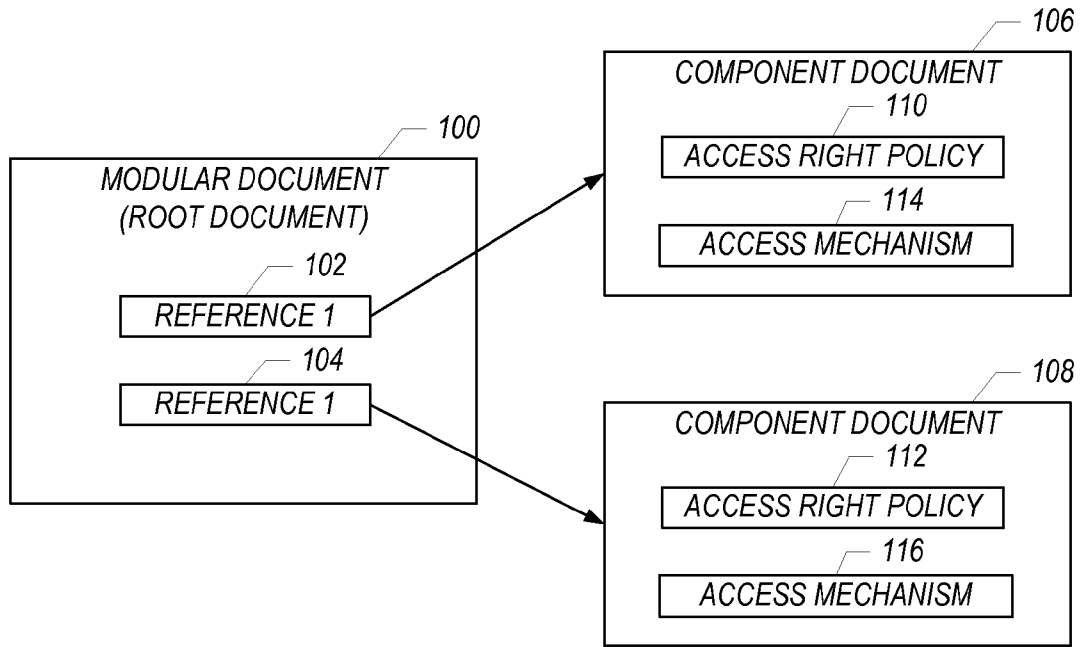 100
MODULAR DOCUMENT
(ROOT DOCUMENT)
102
REFERENCE 1
104
REFERENCE 1
106
COMPONENT DOCUMENT
110
ACCESS RIGHT POLICY
114
ACCESS MECHANISM
108
COMPONENT DOCUMENT
112
ACCESS RIGHT POLICY
116
ACCESS MECHANISM